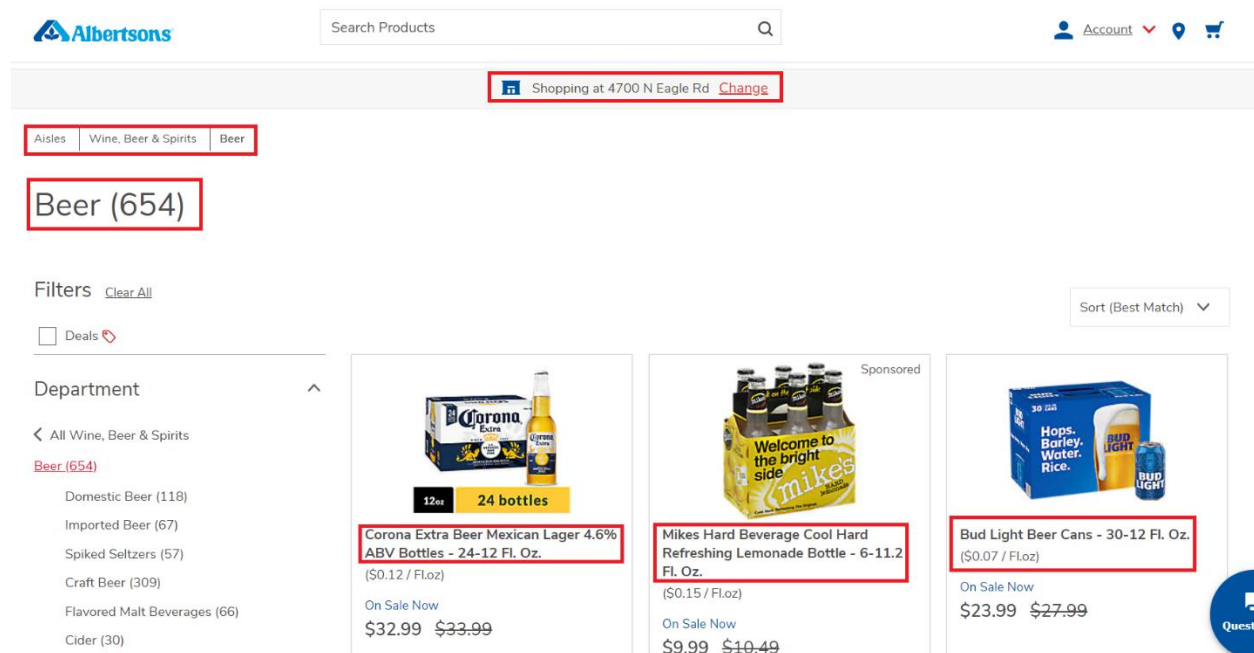 Albertsons
Search Products
Account
Shopping at 4700 N Eagle Rd Change
Aisles Wine, Beer & Spirits Beer
Beer (654)
Filters Clear All
Sort (Best Match)
Deals
Department
All Wine, Beer & Spirits
Beer (654)
Domestic Beer (118)
Imported Beer (67)
Spiked Seltzers (57)
Craft Beer (309)
Flavored Malt Beverages (66)
Cider (30)
Corona
Extra
12oz 24 bottles
Corona Extra Beer Mexican Lager 4.6%
ABV Bottles - 24-12 Fl. Oz.
($0.12 / Fl.oz)
On Sale Now
$32.99 $33.99
Sponsored
Welcome to
the bright
side
mike's
HARD
Mikes Hard Beverage Cool Hard
Refreshing Lemonade Bottle - 6-11.2
Fl. Oz.
($0.15 / Fl.oz)
On Sale Now
$9.99 $10.49
30
Hops.
Barley.
Water.
Rice.
BUD
LIGHT
BUD
LIGHT
Bud Light Beer Cans - 30-12 Fl. Oz.
($0.07 / Fl.oz)
On Sale Now
$23.99 $27.99